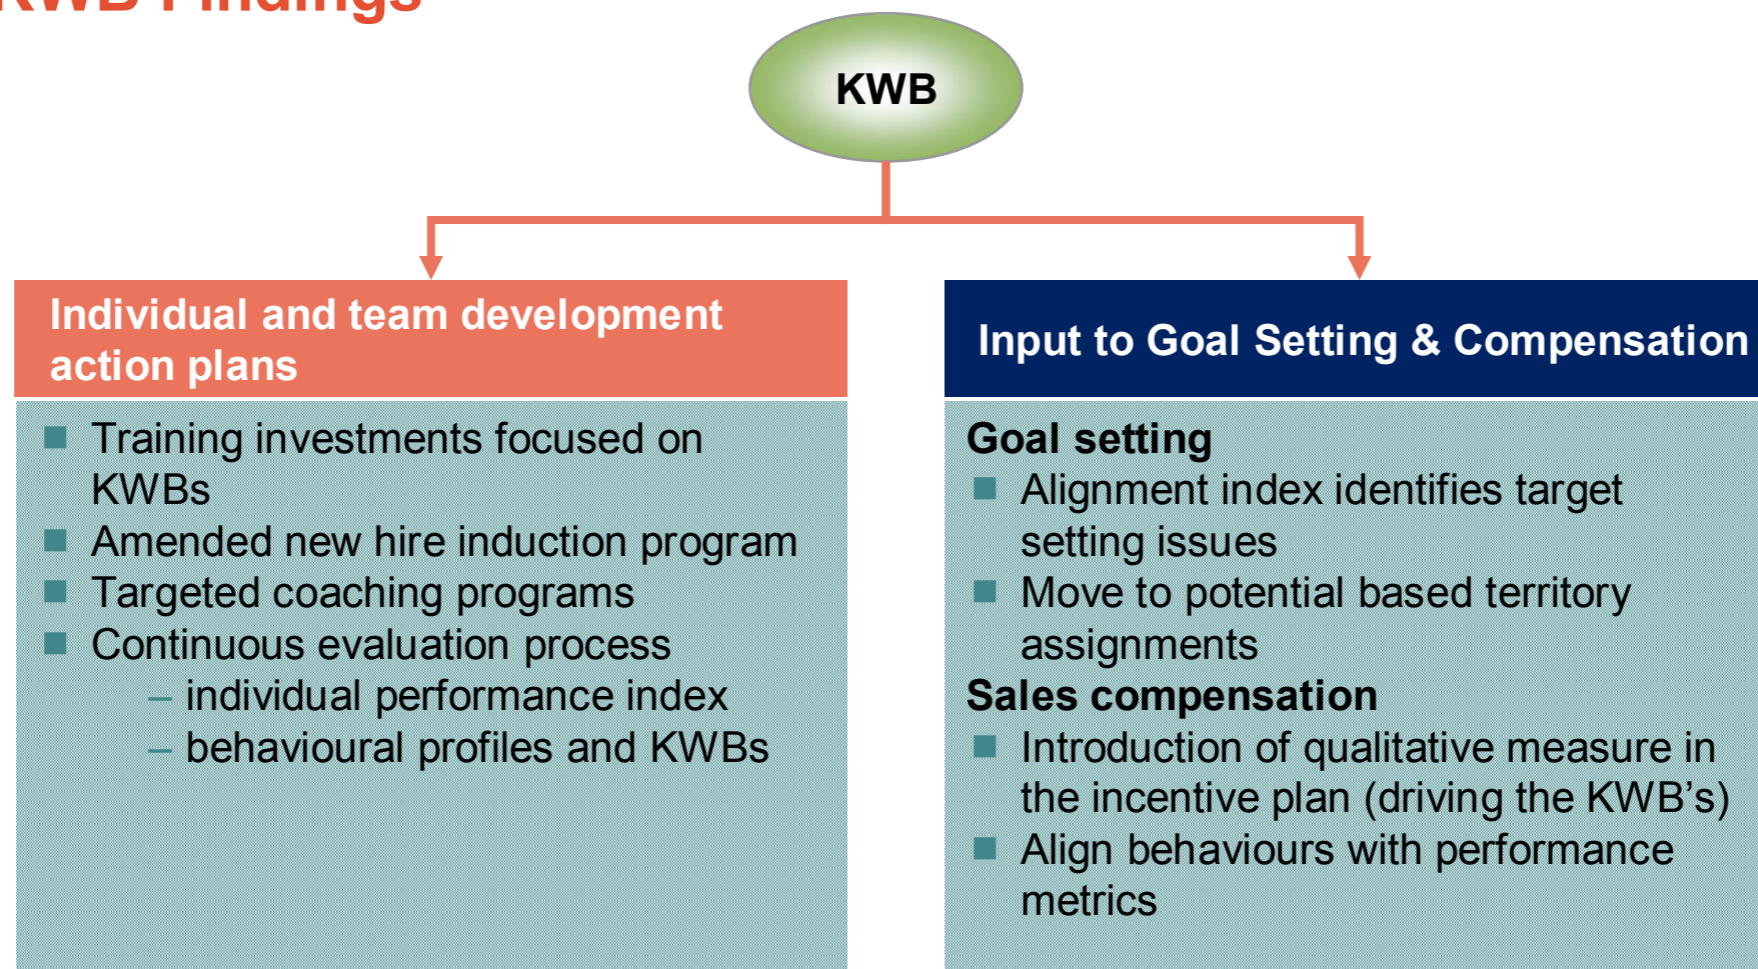 KWB Findings
KWB
Individual and team development
action plans
■ Training investments focused on
KWBs
■ Amended new hire induction program
■ Targeted coaching programs
■ Continuous evaluation process
– individual performance index
– behavioural profiles and KWBs
Input to Goal Setting & Compensation
Goal setting
■ Alignment index identifies target
setting issues
■ Move to potential based territory
assignments
Sales compensation
■ Introduction of qualitative measure in
the incentive plan (driving the KWB’s)
■ Align behaviours with performance
metrics